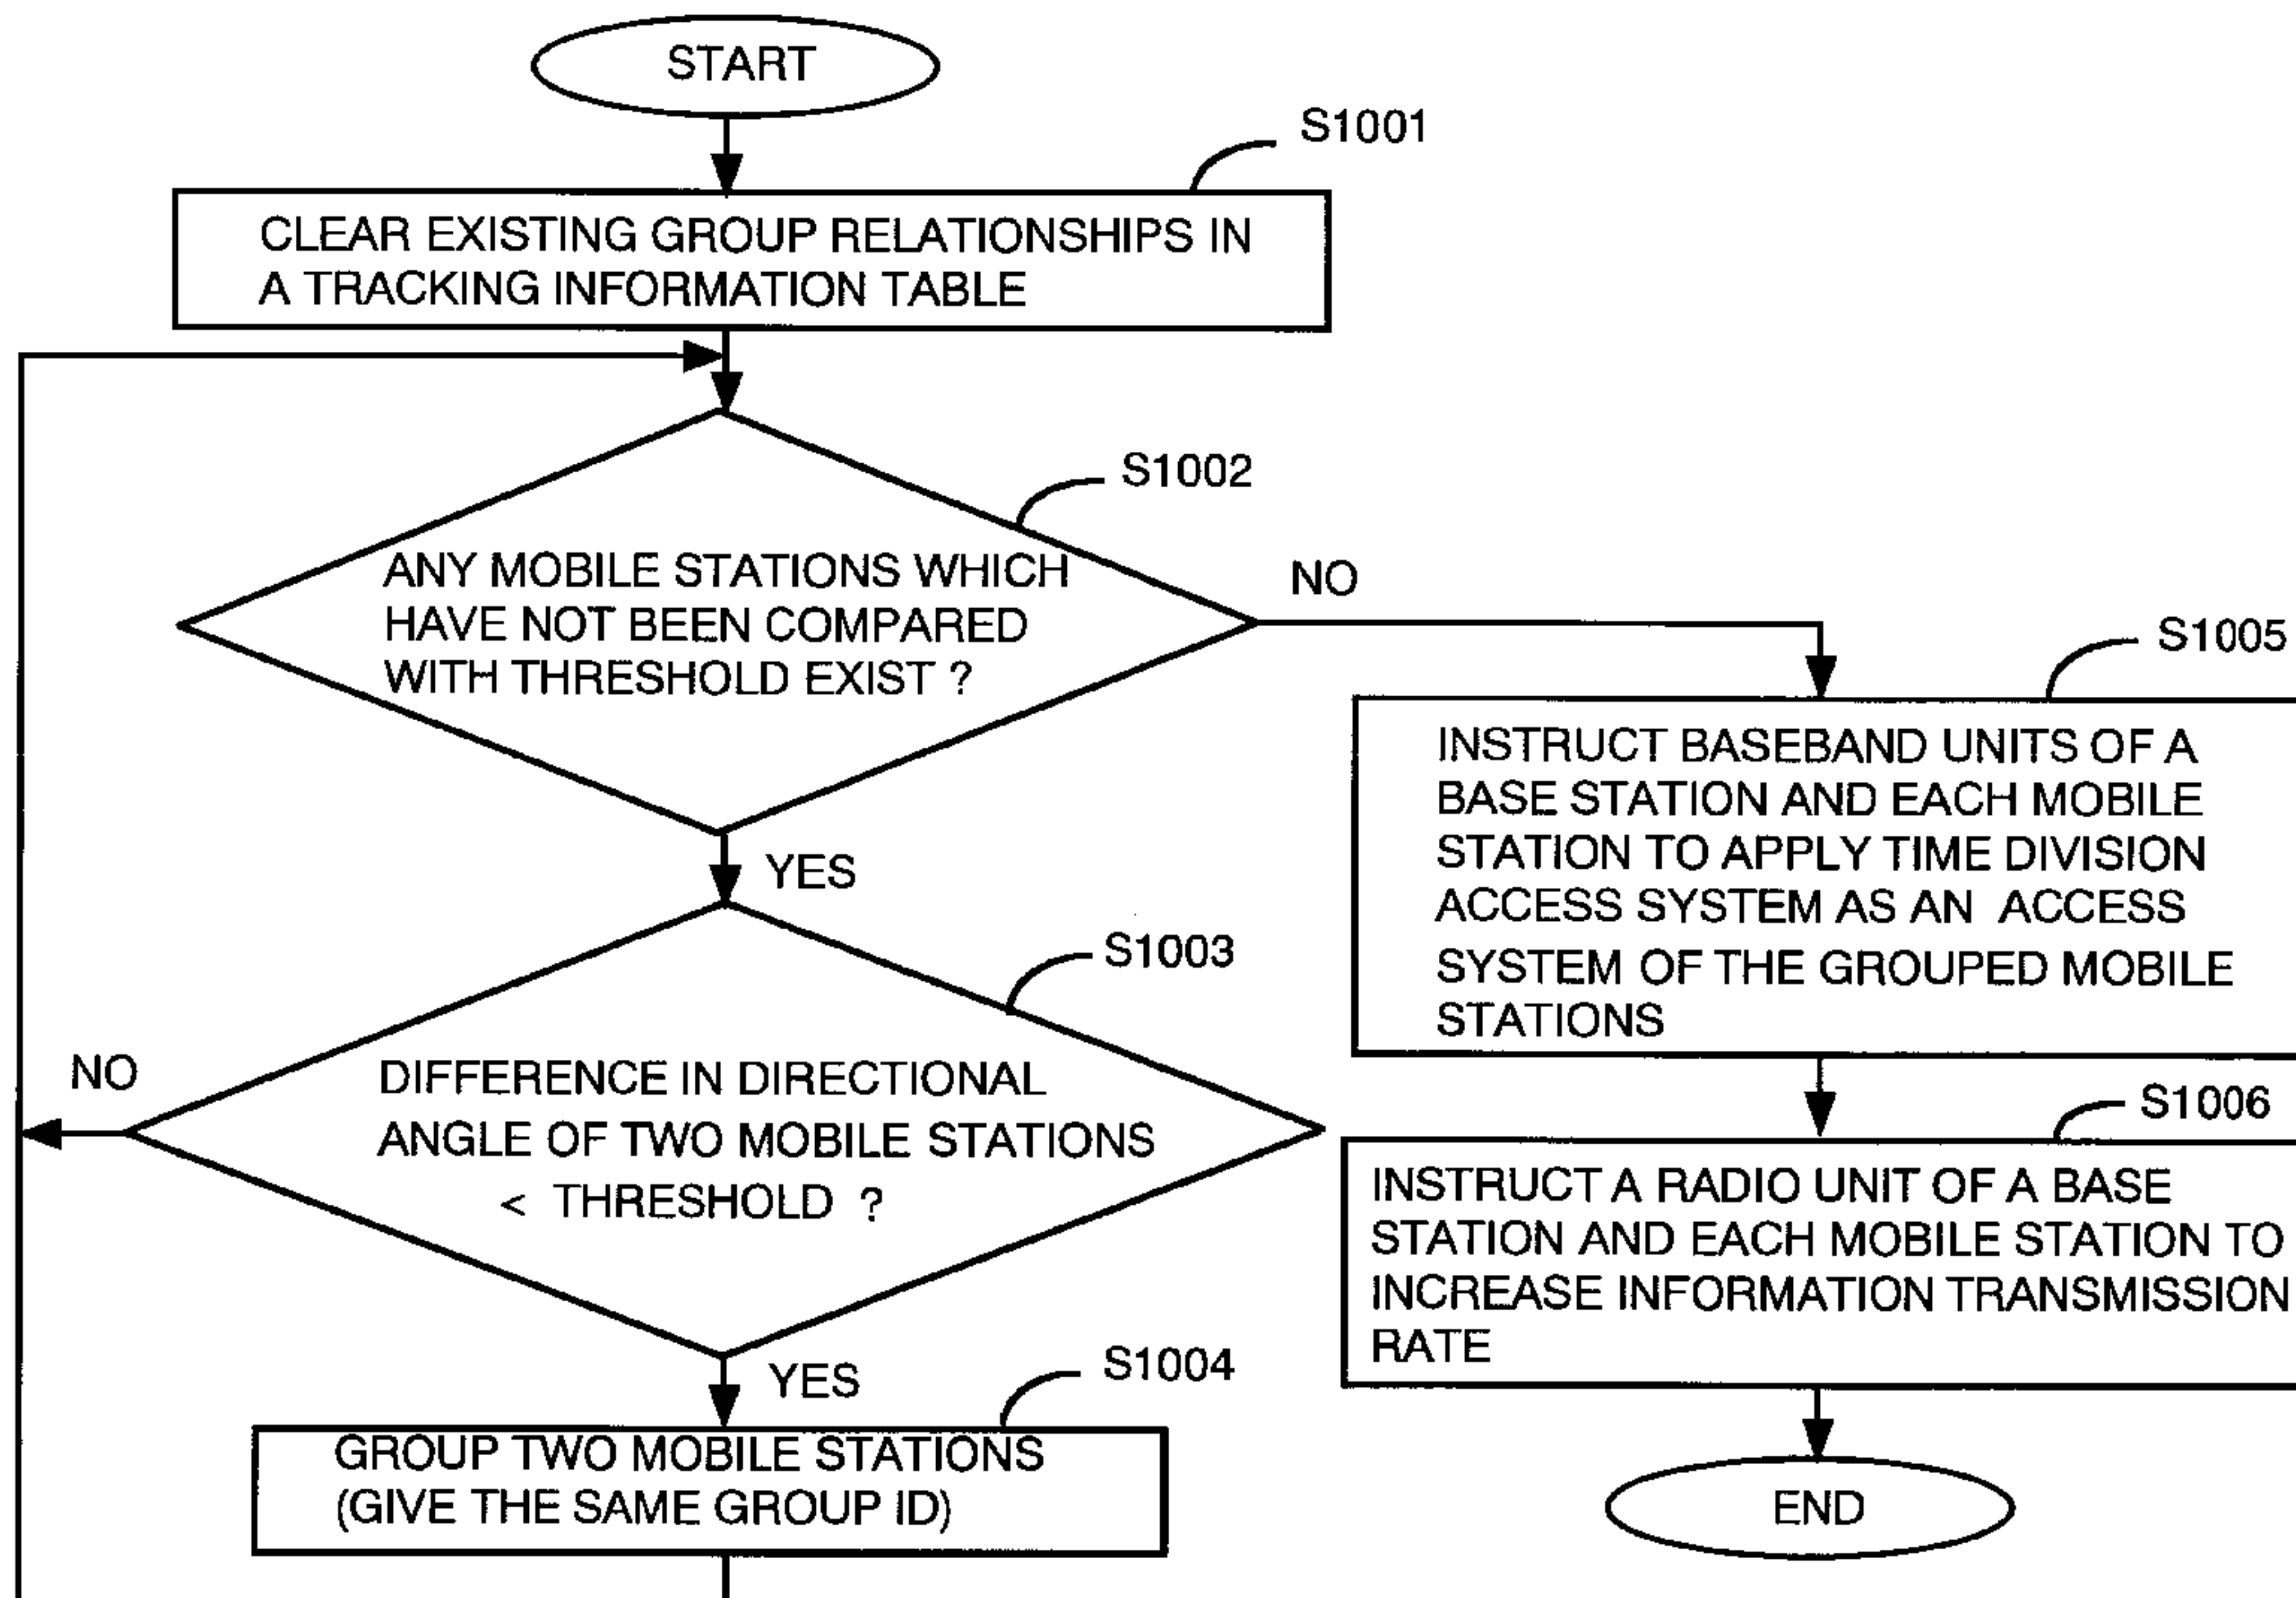 START
S1001
CLEAR EXISTING GROUP RELATIONSHIPS IN
A TRACKING INFORMATION TABLE
S1002
ANY MOBILE STATIONS WHICH
HAVE NOT BEEN COMPARED
WITH THRESHOLD EXIST ?
NO
YES
S1003
DIFFERENCE IN DIRECTIONAL
ANGLE OF TWO MOBILE STATIONS
< THRESHOLD ?
NO
YES
S1004
GROUP TWO MOBILE STATIONS
(GIVE THE SAME GROUP ID)
S1005
INSTRUCT BASEBAND UNITS OF A
BASE STATION AND EACH MOBILE
STATION TO APPLY TIME DIVISION
ACCESS SYSTEM AS AN ACCESS
SYSTEM OF THE GROUPED MOBILE
STATIONS
S1006
INSTRUCT A RADIO UNIT OF A BASE
STATION AND EACH MOBILE STATION TO
INCREASE INFORMATION TRANSMISSION
RATE
END